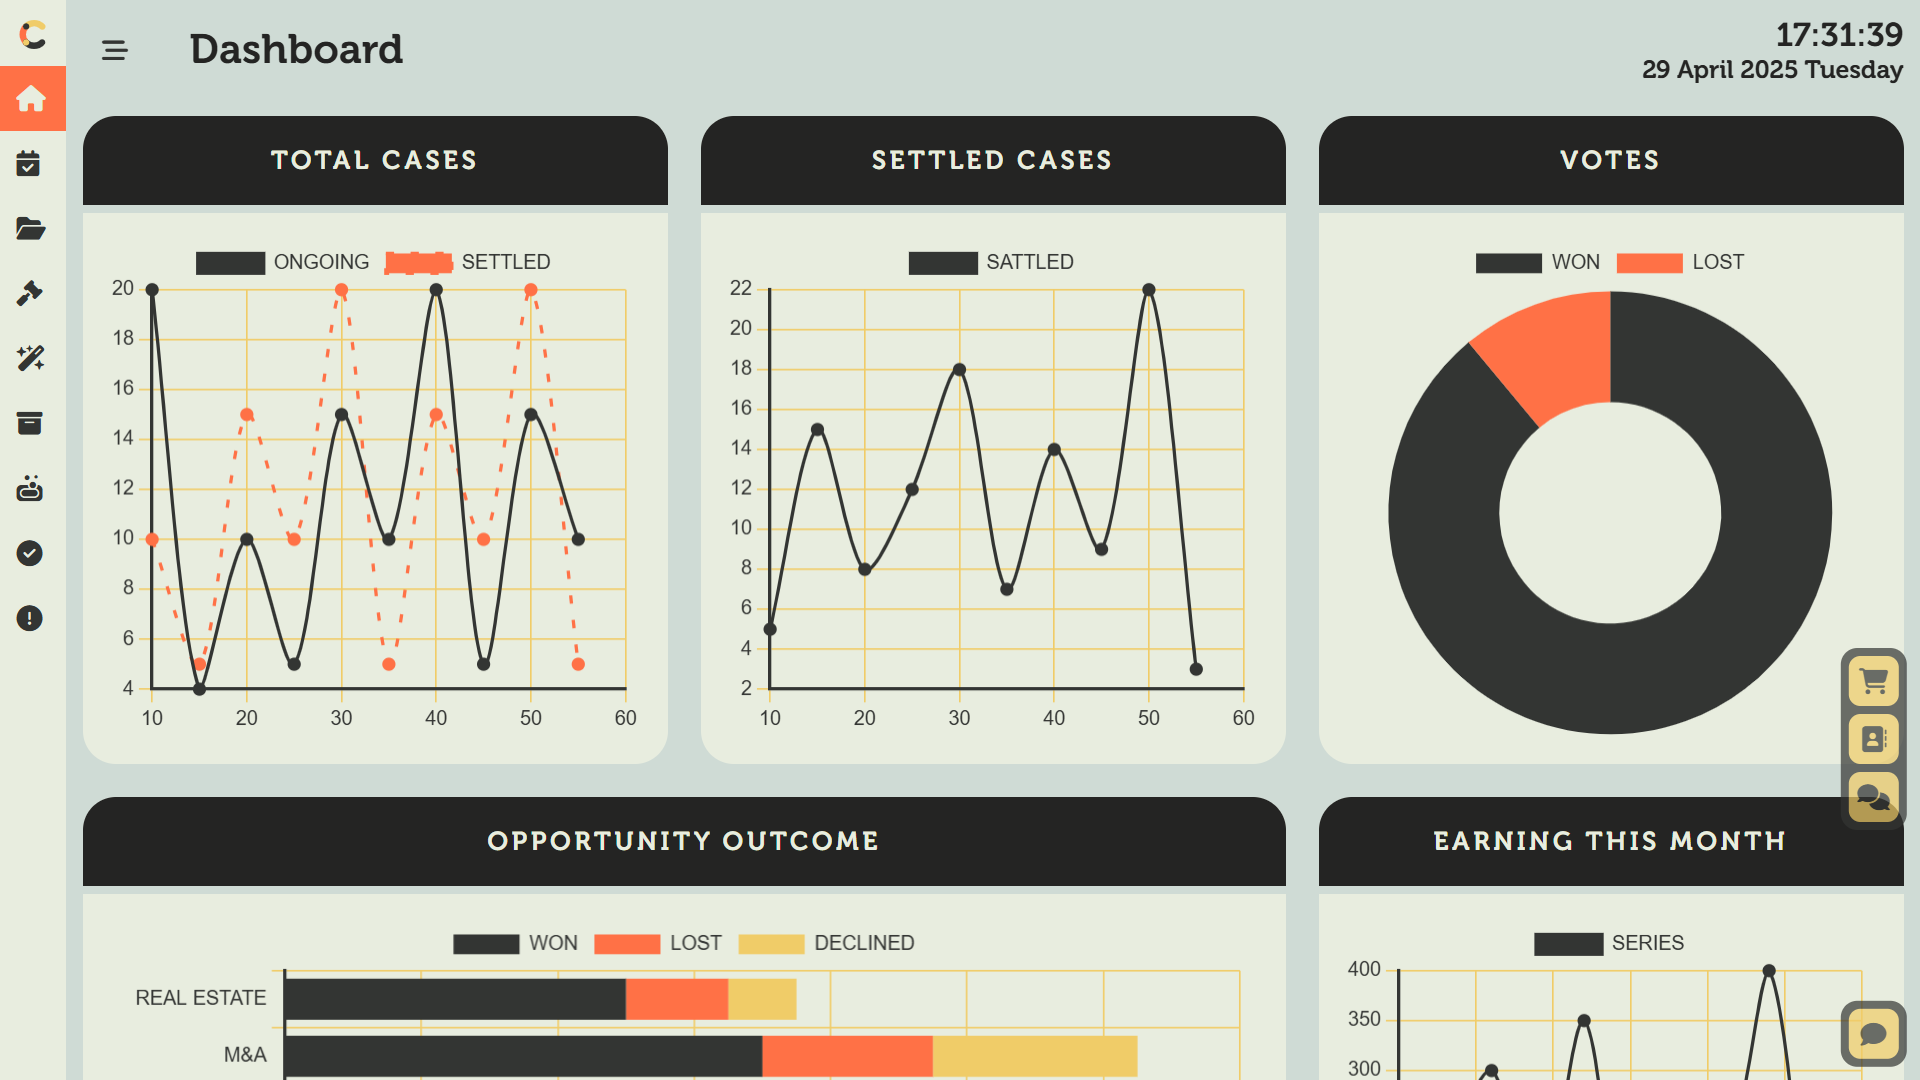 Dashboard
17:31:39
29 April 2025 Tuesday
TOTAL CASES
ONGOING SETTLED
20
18
16
14
12
10
8
6
4
10 20 30 40 50 60
SETTLED CASES
SATTLED
22
20
18
16
14
12
10
8
6
4
2
10 20 30 40 50 60
VOTES
WON LOST
OPPORTUNITY OUTCOME
WON LOST DECLINED
REAL ESTATE
M&A
EARNING THIS MONTH
SERIES
400
350
300